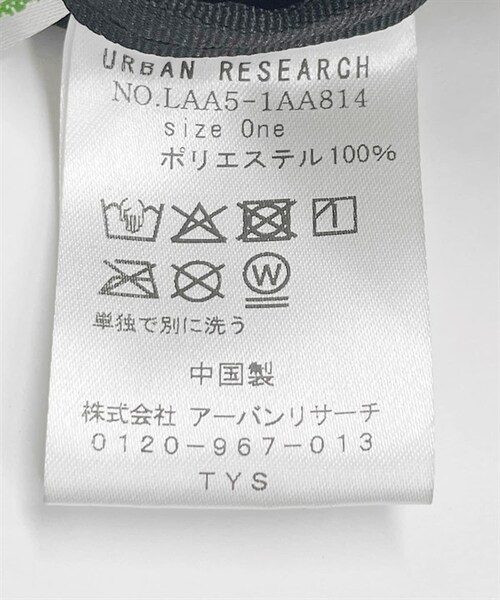 URBAN RESEARCH
NO.LAA5-1AA814
size One
ポリエステル100%
W
単独で別に洗う
中国製
株式会社 アーバンリサーチ
0120-967-013
TYS